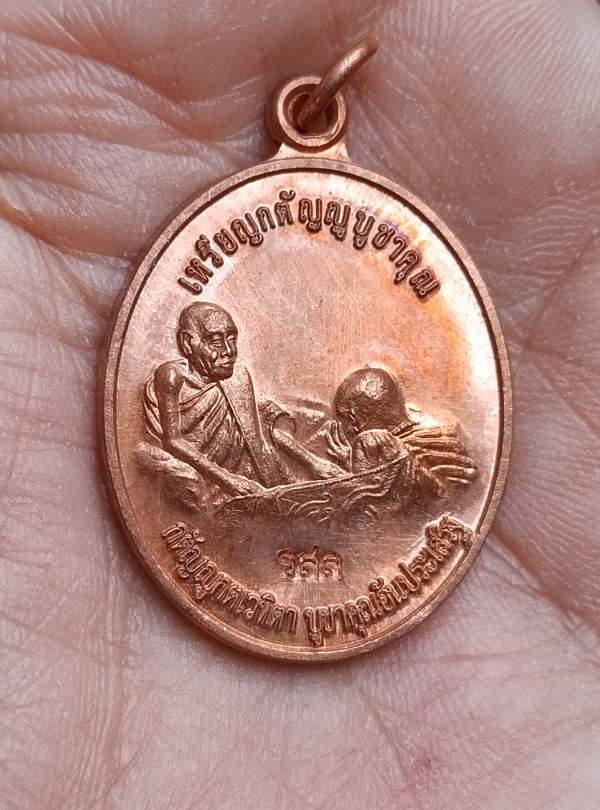 เหรียญกตัญญูบูชาคุณ
วสล
กตัญญูกตเวทิตา บูชาคุณอันประเสริฐ